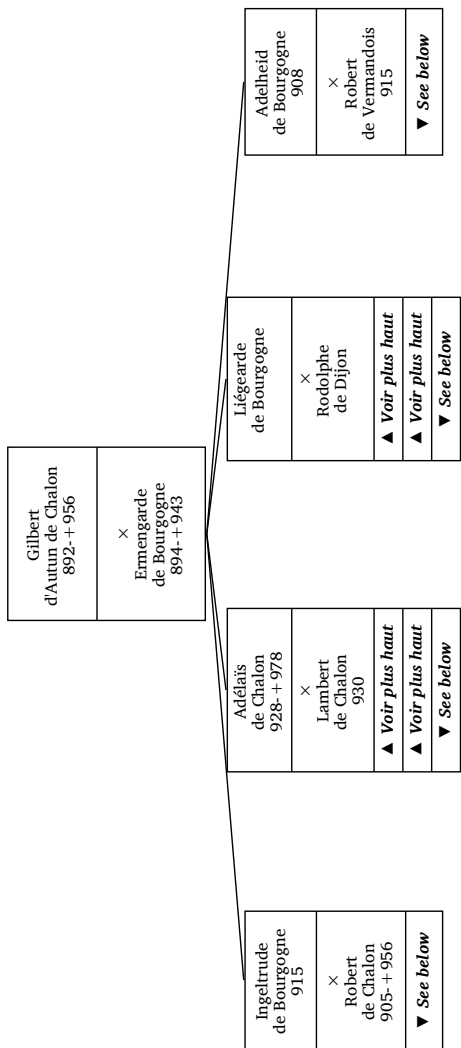 Gilbert
d'Autun de Chalon
892-+956
×
Ermengarde
de Bourgogne
894-+943
Ingeltrude
de Bourgogne
915
×
Robert
de Chalon
905-+956
▼ See below
Adélaïs
de Chalon
928-+978
×
Lambert
de Chalon
930
▲ Voir plus haut
▲ Voir plus haut
▼ See below
Liégearde
de Bourgogne
×
Rodolphe
de Dijon
▲ Voir plus haut
▲ Voir plus haut
▼ See below
Adelheid
de Bourgogne
908
×
Robert
de Vermandois
915
▼ See below